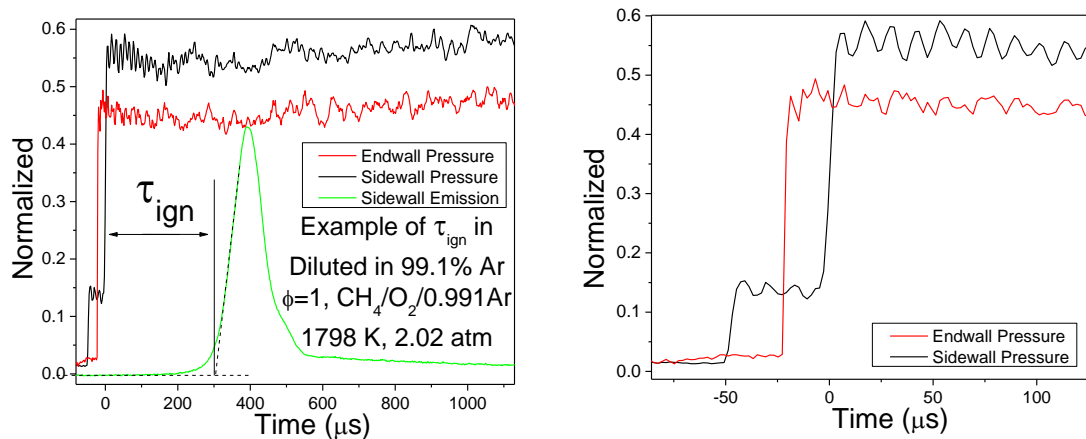 0.6
0.5
0.4
0.3
0.2
0.1
0.0
Normalized
Endwall Pressure
Sidewall Pressure
Sidewall Emission
τign
Example of τign in
Diluted in 99.1% Ar
ϕ=1, CH4/O2/0.991Ar
1798 K, 2.02 atm
0 200 400 600 800 1000
Time (μs)
0.6
0.5
0.4
0.3
0.2
0.1
0.0
Normalized
Endwall Pressure
Sidewall Pressure
-50 0 50 100
Time (μs)